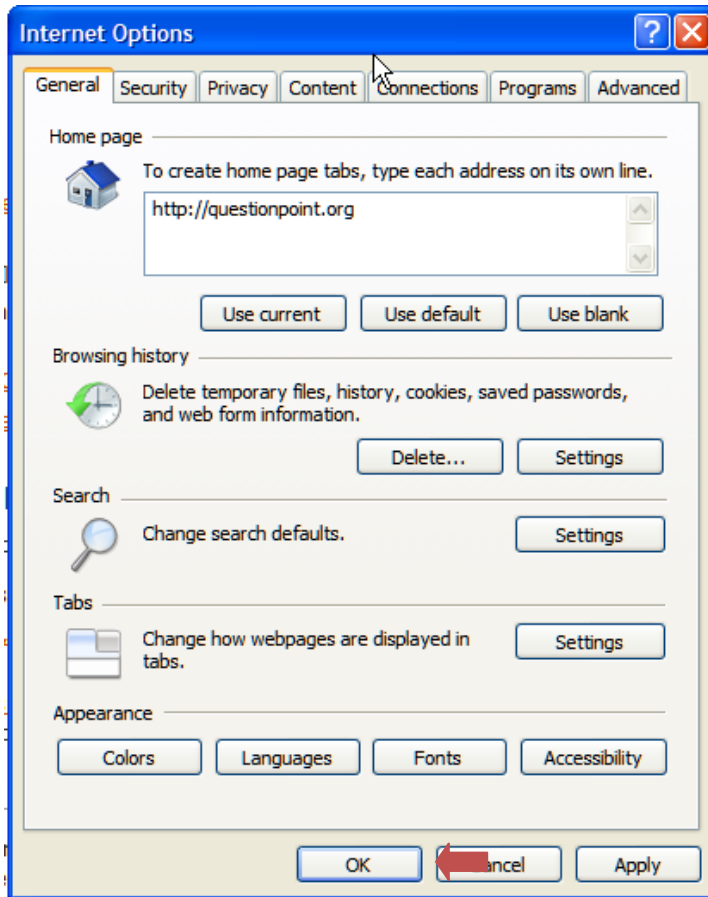 Internet Options
General Security Privacy Content Connections Programs Advanced
Home page
To create home page tabs, type each address on its own line.
http://questionpoint.org
Use current Use default Use blank
Browsing history
Delete temporary files, history, cookies, saved passwords,
and web form information.
Delete... Settings
Search
Change search defaults. Settings
Tabs
Change how webpages are displayed in
tabs.
Settings
Appearance
Colors Languages Fonts Accessibility
OK Cancel Apply